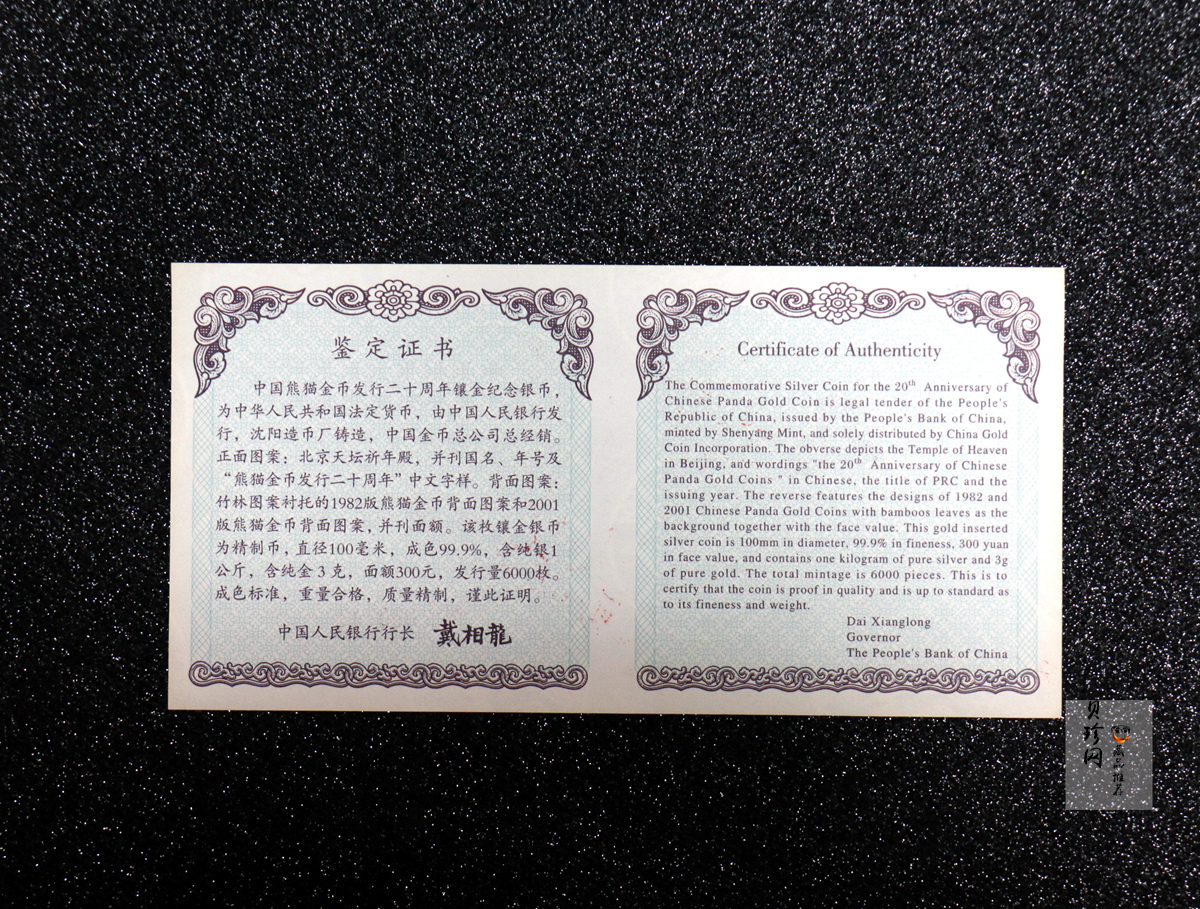 鉴定证书
中国熊猫金币发行二十周年镶金纪念银币，
为中华人民共和国法定货币，由中国人民银行发
行，沈阳造币厂铸造，中国金币总公司总经销。
正面图案：北京天坛祈年殿，并刊国名、年号及
“熊猫金币发行二十周年”中文字样。背面图案：
竹林图案衬托的1982版熊猫金币背面图案和2001
版熊猫金币背面图案，并刊面额。该枚镶金银币
为精制币，直径100毫米，成色99.9%，含纯银1
公斤，含纯金3克，面额300元，发行量6000枚。
成色标准，重量合格，质量精制，谨此证明。
中国人民银行行长 戴相龍
Certificate of Authenticity
The Commemorative Silver Coin for the 20th Anniversary of
Chinese Panda Gold Coin is legal tender of the People's
Republic of China, issued by the People's Bank of China,
minted by Shenyang Mint, and solely distributed by China Gold
Coin Incorporation. The obverse depicts the Temple of Heaven
in Beijing, and wordings "the 20th Anniversary of Chinese
Panda Gold Coins " in Chinese, the title of PRC and the
issuing year. The reverse features the designs of 1982 and
2001 Chinese Panda Gold Coins with bamboos leaves as the
background together with the face value. This gold inserted
silver coin is 100mm in diameter, 99.9% in fineness, 300 yuan
in face value, and contains one kilogram of pure silver and 3g
of pure gold. The total mintage is 6000 pieces. This is to
certify that the coin is proof in quality and is up to standard as
to its fineness and weight.
Dai Xianglong
Governor
The People's Bank of China
贝珍网
藏品推荐